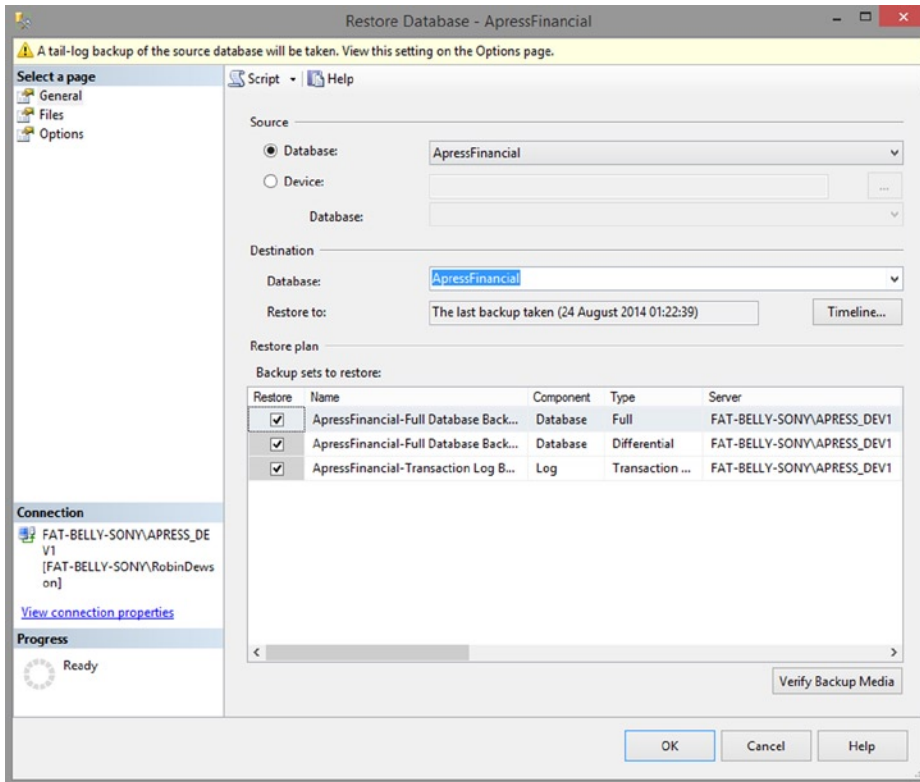 Restore Database - ApressFinancial
A tail-log backup of the source database will be taken. View this setting on the Options page.
Select a page
General
Files
Options
Script
Help
Source
Database:
ApressFinancial
Device:
...
Database:
Destination
Database:
ApressFinancial
Restore to:
The last backup taken (24 August 2014 01:22:39)
Timeline...
Restore plan
Backup sets to restore:
Restore Name Component Type Server
ApressFinancial-Full Database Back... Database Full FAT-BELLY-SONY\APRESS_DEV1
ApressFinancial-Full Database Back... Database Differential FAT-BELLY-SONY\APRESS_DEV1
ApressFinancial-Transaction Log B... Log Transaction ... FAT-BELLY-SONY\APRESS_DEV1
Connection
FAT-BELLY-SONY\APRESS_DE
V1
[FAT-BELLY-SONY\RobinDews
on]
View connection properties
Progress
Ready
Verify Backup Media
OK
Cancel
Help